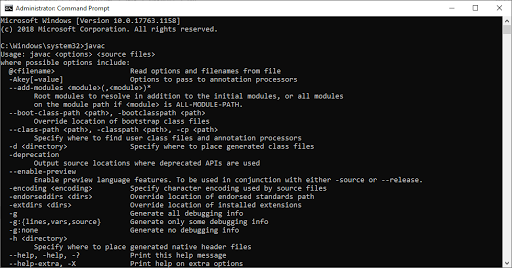 Administrator Command Prompt
Microsoft Windows [Version 10.0.17763.1158]
(c) 2018 Microsoft Corporation. All rights reserved.
C:\Windows\system32>javac
Usage: javac <options> <source files>
where possible options include:
@<filename> Read options and filenames from file
-Akey[=value] Options to pass to annotation processors
--add-modules <module>(,<module>)*
Root modules to resolve in addition to the initial modules, or all modules
on the module path if <module> is ALL-MODULE-PATH.
--boot-class-path <path>, -bootclasspath <path>
Override location of bootstrap class files
--class-path <path>, -classpath <path>, -cp <path>
Specify where to find user class files and annotation processors
-d <directory> Specify where to place generated class files
-deprecation
Output source locations where deprecated APIs are used
--enable-preview
Enable preview language features. To be used in conjunction with either -source or --release.
-encoding <encoding> Specify character encoding used by source files
-endorseddirs <dirs> Override location of endorsed standards path
-extdirs <dirs> Override location of installed extensions
-g Generate all debugging info
-g:{lines,vars,source} Generate only some debugging info
-g:none Generate no debugging info
-h <directory>
Specify where to place generated native header files
--help, -help, -? Print this help message
--help-extra, -X Print help on extra options